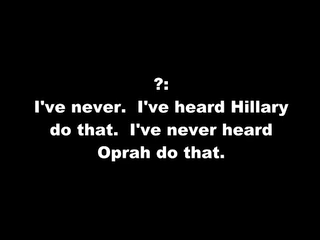 ?:
I've never.  I've heard Hillary
do that.  I've never heard
Oprah do that.